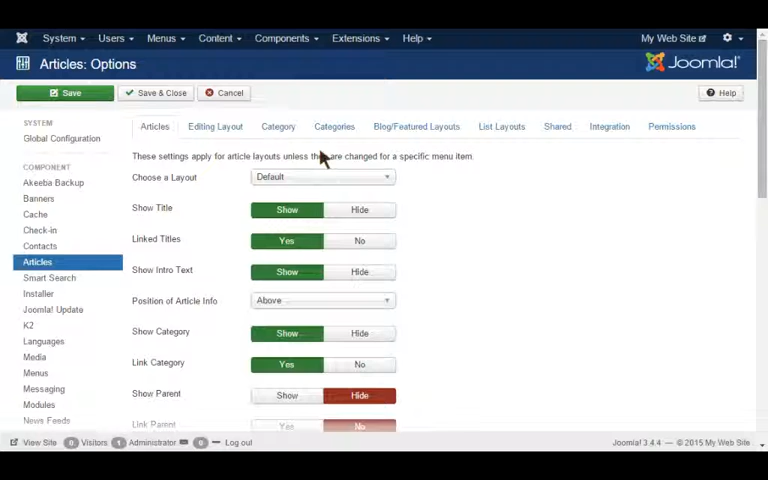 System Users Menus Content Components Extensions Help My Web Site
Articles: Options Joomla!
Save Save & Close Cancel Help
SYSTEM
Global Configuration
COMPONENT
Akeeba Backup
Banners
Cache
Check-in
Contacts
Articles
Smart Search
Installer
Joomla! Update
K2
Languages
Media
Menus
Messaging
Modules
News Feeds
Articles Editing Layout Category Categories Blog/Featured Layouts List Layouts Shared Integration Permissions
These settings apply for article layouts unless are changed for a specific menu item.
Choose a Layout Default
Show Title Show Hide
Linked Titles Yes No
Show Intro Text Show Hide
Position of Article Info Above
Show Category Show Hide
Link Category Yes No
Show Parent Show Hide
Link Parent Yes No
View Site 0 Visitors 1 Administrator 0 Log out Joomla! 3.4.4 — © 2015 My Web Site